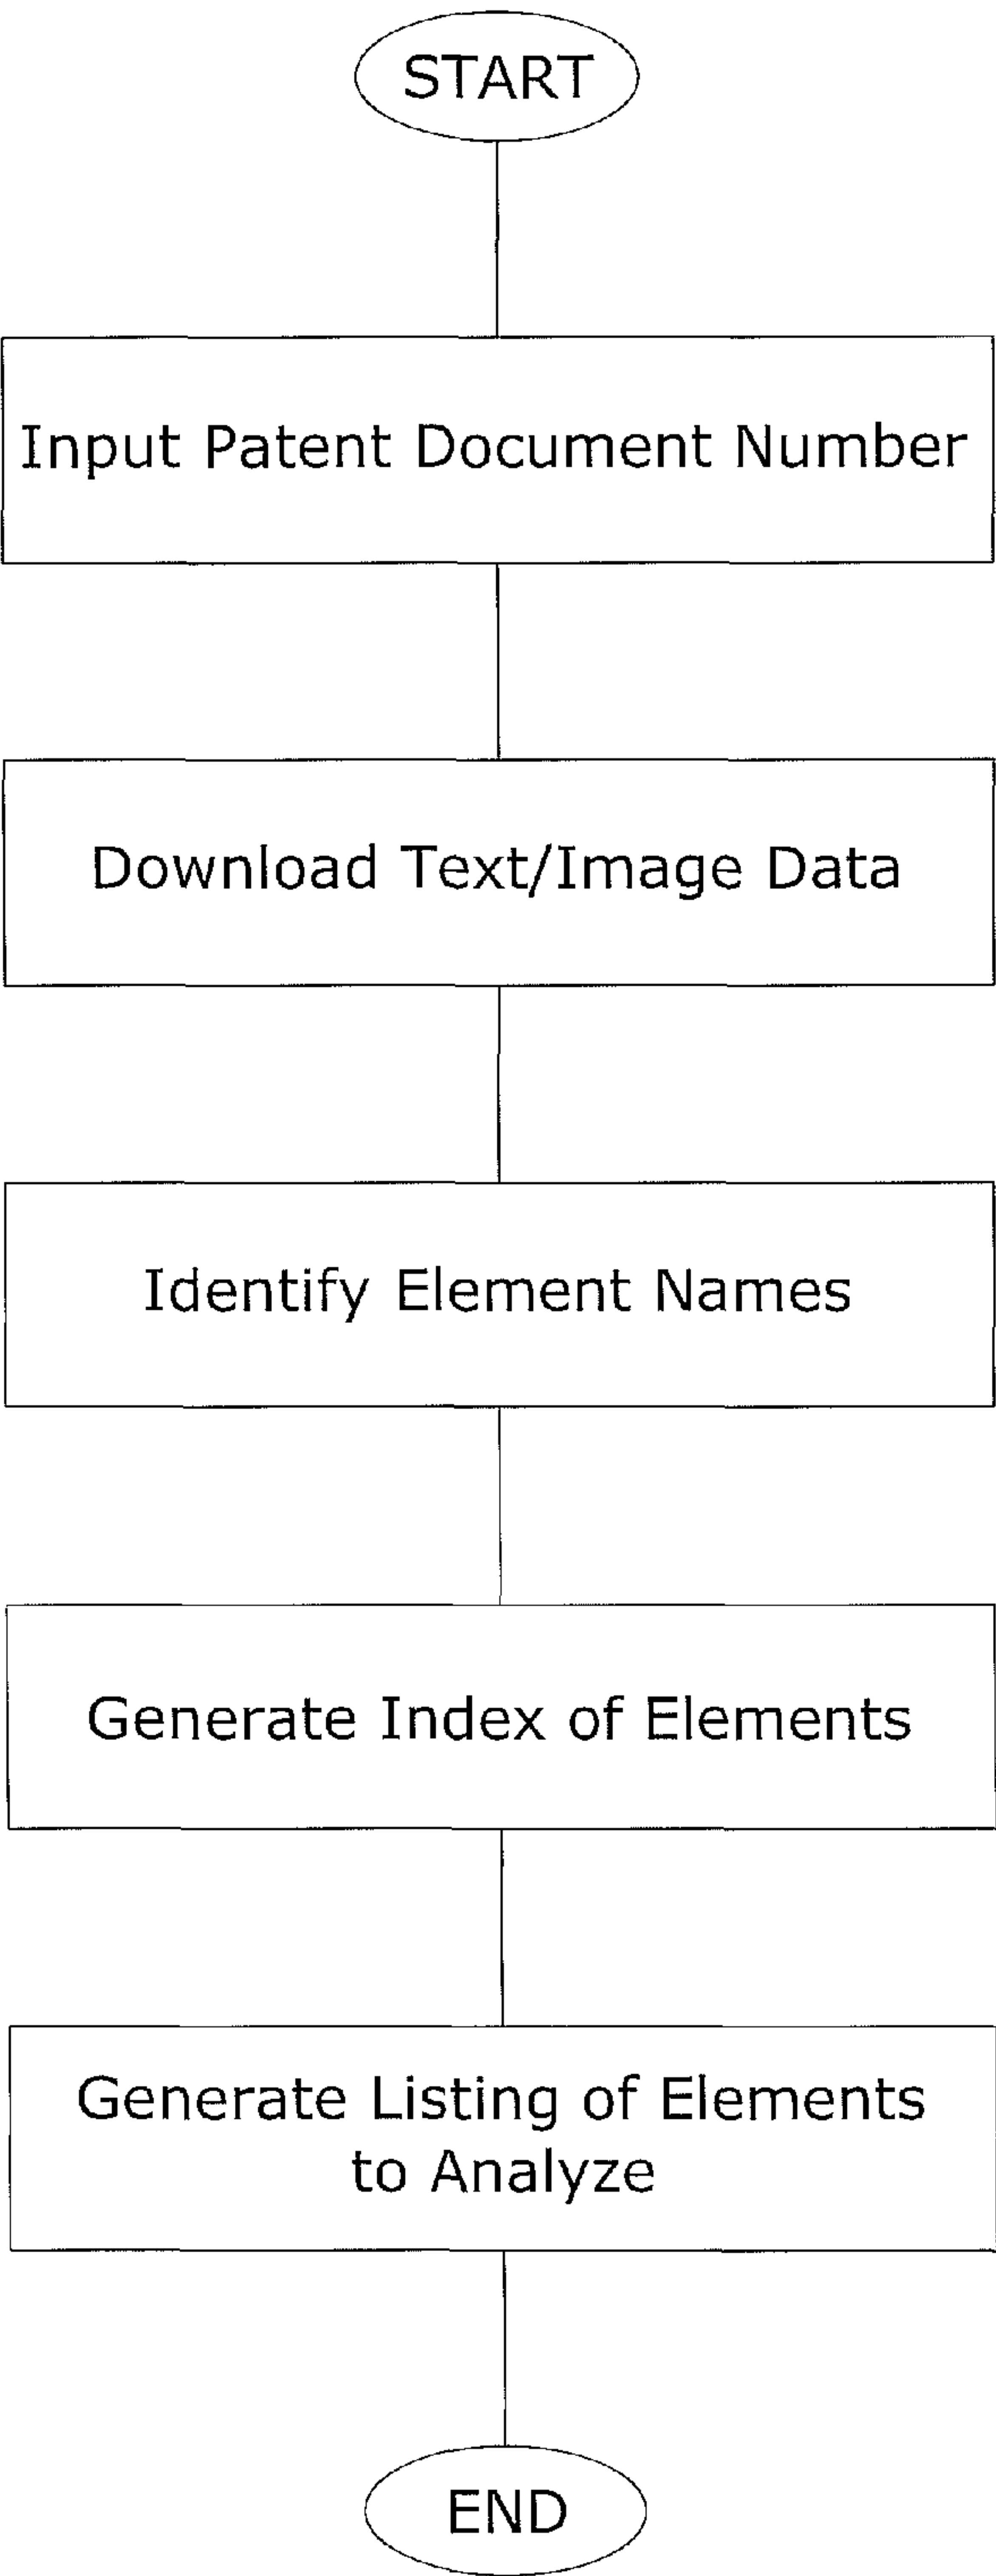 START
Input Patent Document Number
Download Text/Image Data
Identify Element Names
Generate Index of Elements
Generate Listing of Elements
to Analyze
END